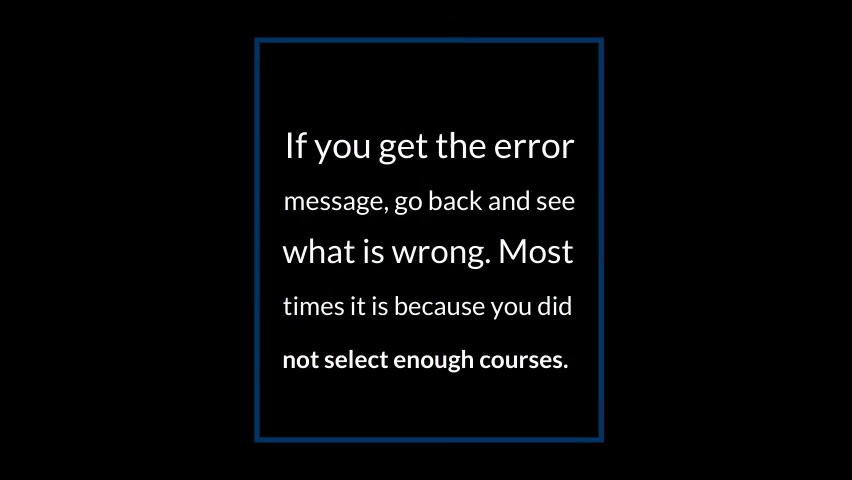 If you get the error
message, go back and see
what is wrong. Most
times it is because you did
not select enough courses.